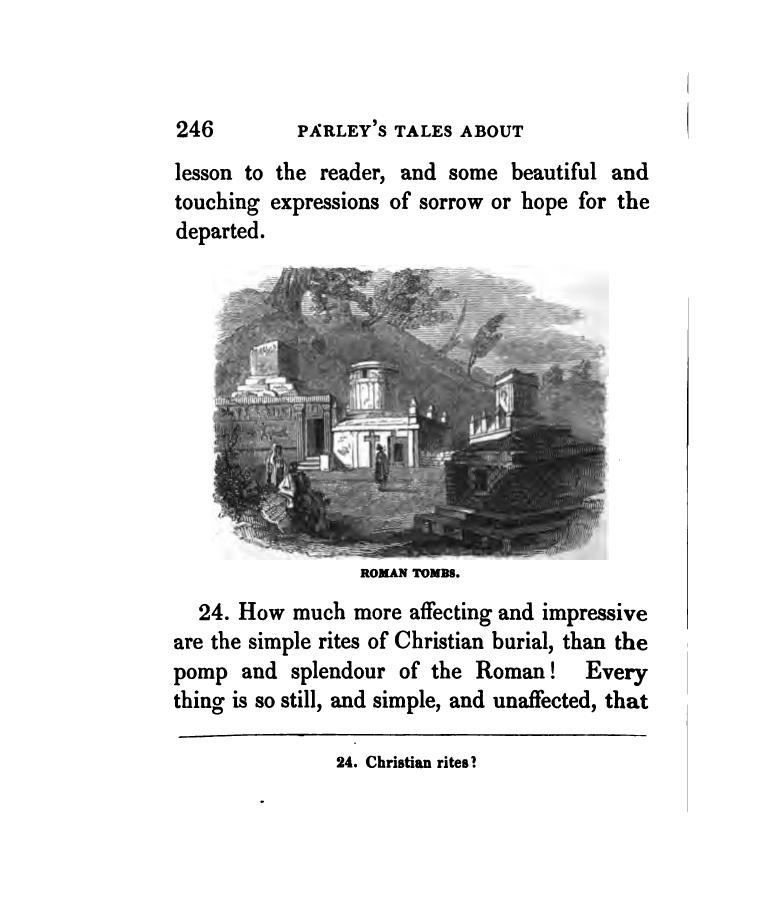 246 PARLEY'S TALES ABOUT
lesson to the reader, and some beautiful and
touching expressions of sorrow or hope for the
departed.
ROMAN TOMBS.
24. How much more affecting and impressive
are the simple rites of Christian burial, than the
pomp and splendour of the Roman! Every
thing is so still, and simple, and unaffected, that
24. Christian rites?